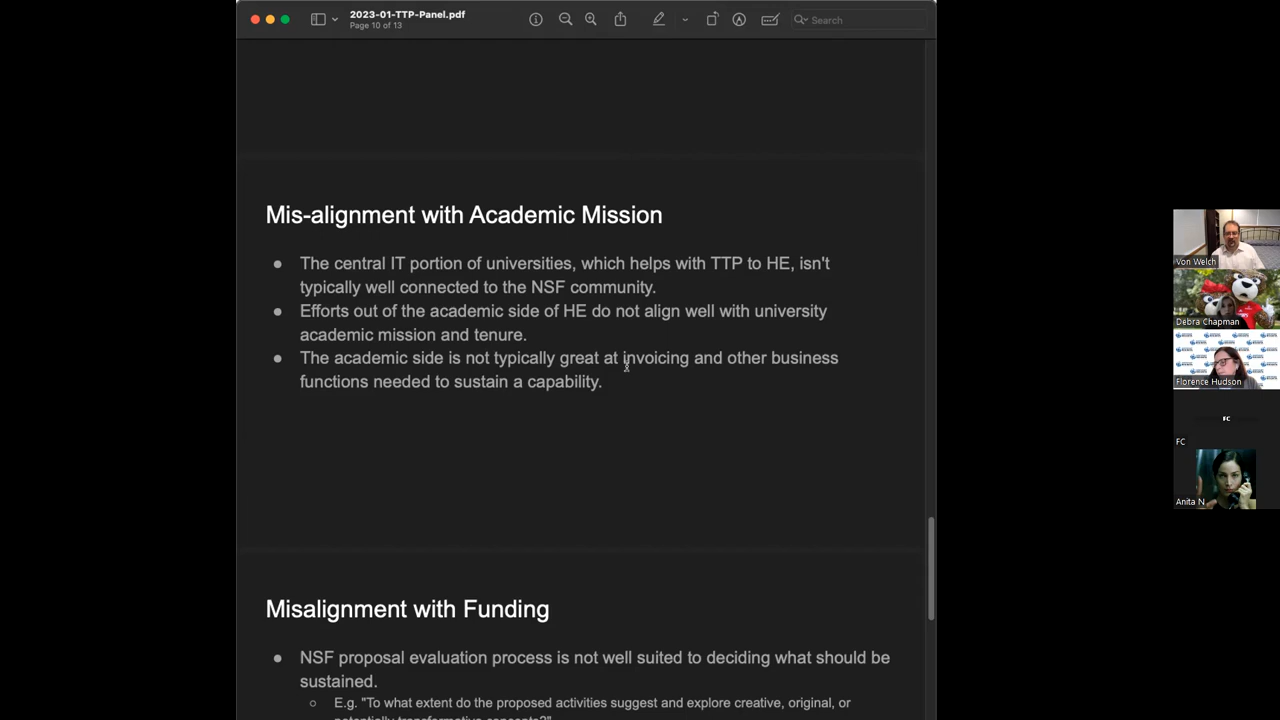 2023-01-TTP-Panel.pdf
Page 10 of 13
Search
Mis-alignment with Academic Mission
● The central IT portion of universities, which helps with TTP to HE, isn't
typically well connected to the NSF community.
● Efforts out of the academic side of HE do not align well with university
academic mission and tenure.
● The academic side is not typically great at invoicing and other business
functions needed to sustain a capability.
Misalignment with Funding
● NSF proposal evaluation process is not well suited to deciding what should be
sustained.
○ E.g. "To what extent do the proposed activities suggest and explore creative, original, or
potentially transformative concepts?"
Von Welch
Debra Chapman
Florence Hudson
FC
FC
Anita N